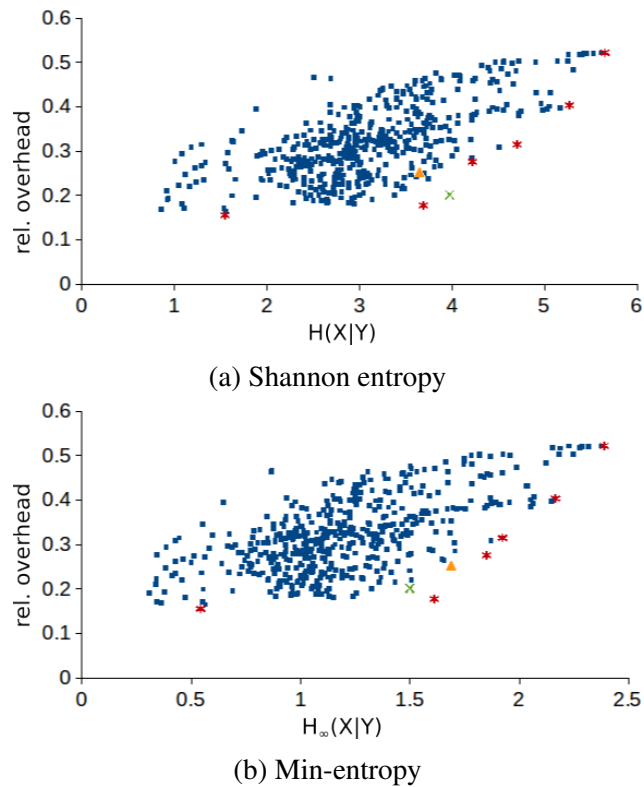 0.6
0.5
0.4
0.3
0.2
0.1
0
rel. overhead
0 1 2 3 4 5 6
H(X|Y)
(a) Shannon entropy
0.6
0.5
0.4
0.3
0.2
0.1
0
rel. overhead
0 0.5 1 1.5 2 2.5
H∞(X|Y)
(b) Min-entropy